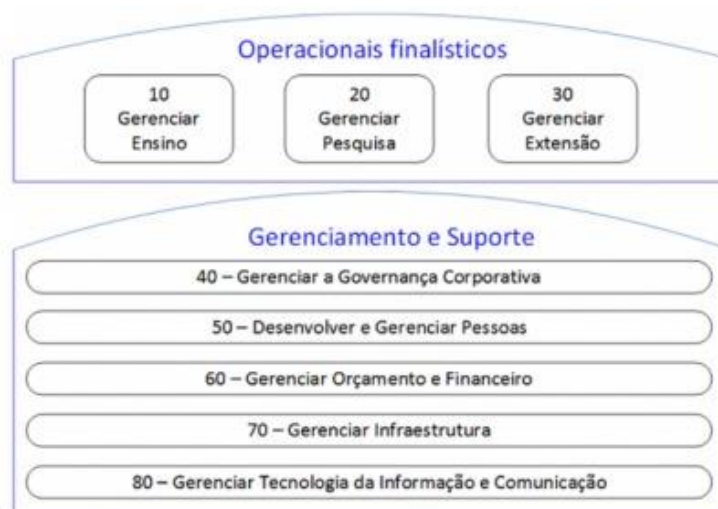 Operacionais finalísticos
10
Gerenciar
Ensino
20
Gerenciar
Pesquisa
30
Gerenciar
Extensão
Gerenciamento e Suporte
40 – Gerenciar a Governança Corporativa
50 – Desenvolver e Gerenciar Pessoas
60 – Gerenciar Orçamento e Financeiro
70 – Gerenciar Infraestrutura
80 – Gerenciar Tecnologia da Informação e Comunicação